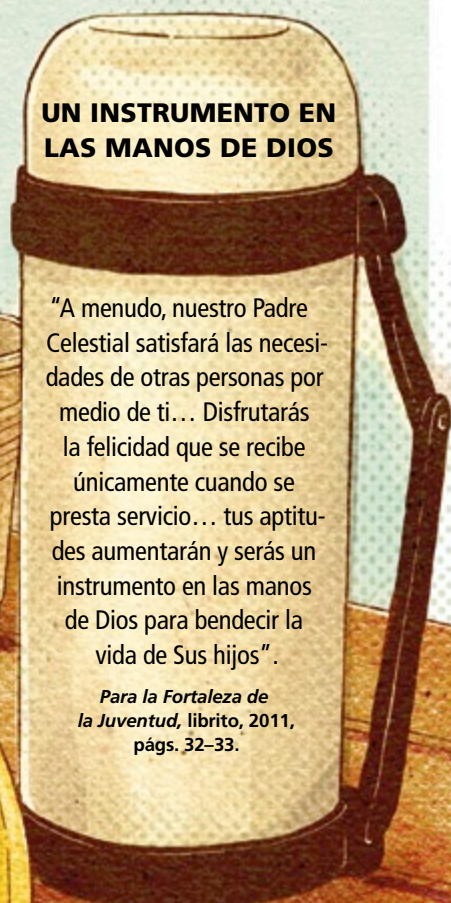 UN INSTRUMENTO EN
LAS MANOS DE DIOS
“A menudo, nuestro Padre
Celestial satisfará las necesi-
dades de otras personas por
medio de ti… Disfrutarás
la felicidad que se recibe
únicamente cuando se
presta servicio… tus aptitu-
des aumentarán y serás un
instrumento en las manos
de Dios para bendecir la
vida de Sus hijos”.
Para la Fortaleza de
la Juventud, librito, 2011,
págs. 32–33.